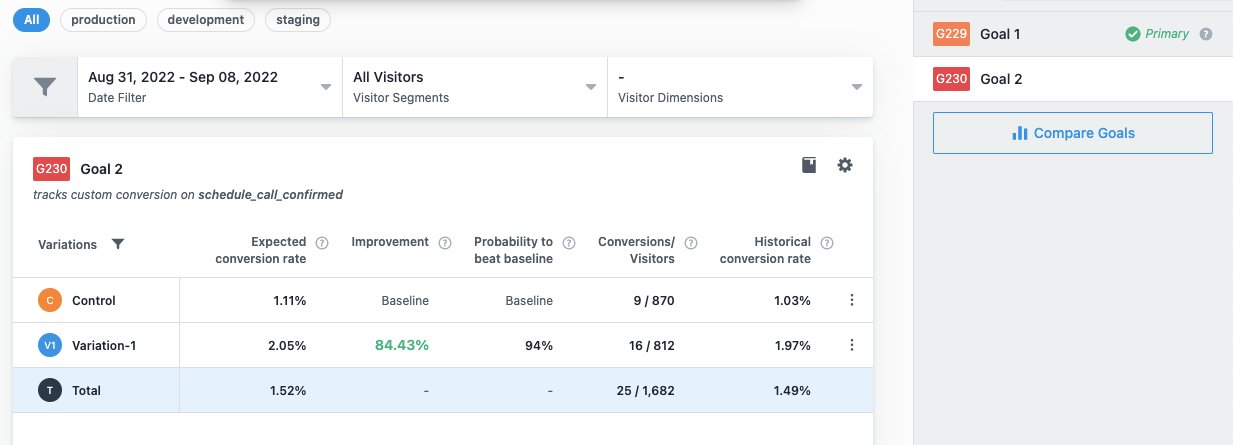 All production development staging
Aug 31, 2022 - Sep 08, 2022
Date Filter
All Visitors
Visitor Segments
-
Visitor Dimensions
G230 Goal 2
tracks custom conversion on schedule_call_confirmed
Variations
Expected
conversion rate
?
Improvement ?
Probability to
beat baseline
?
Conversions/
Visitors
?
Historical
conversion rate
?
C Control 1.11% Baseline Baseline 9 / 870 1.03%
V1 Variation-1 2.05% 84.43% 94% 16 / 812 1.97%
T Total 1.52% - - 25 / 1,682 1.49%
G229 Goal 1 Primary ?
G230 Goal 2
Compare Goals